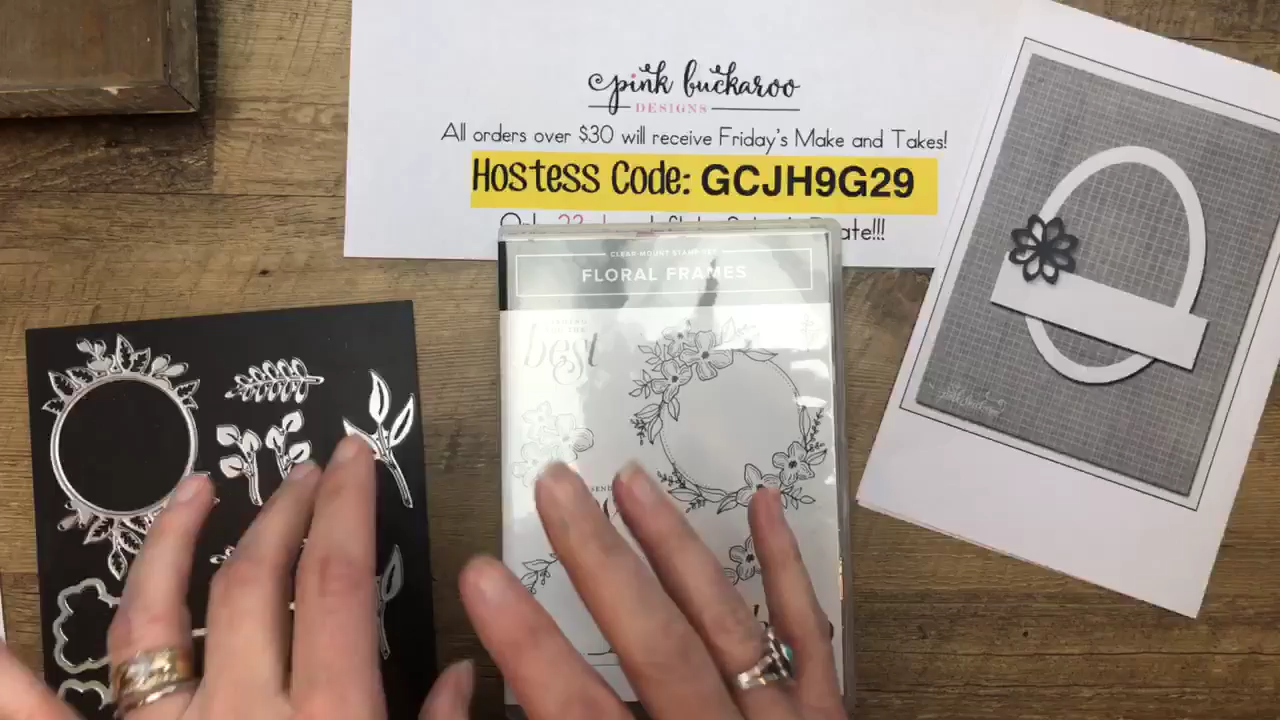 pink buckaroo
DESIGNS
All orders over $30 will receive Friday's Make and Takes!
Hostess Code: GCJH9G29
CLEAR-MOUNT STAMP SET
FLORAL FRAMES
THE
best